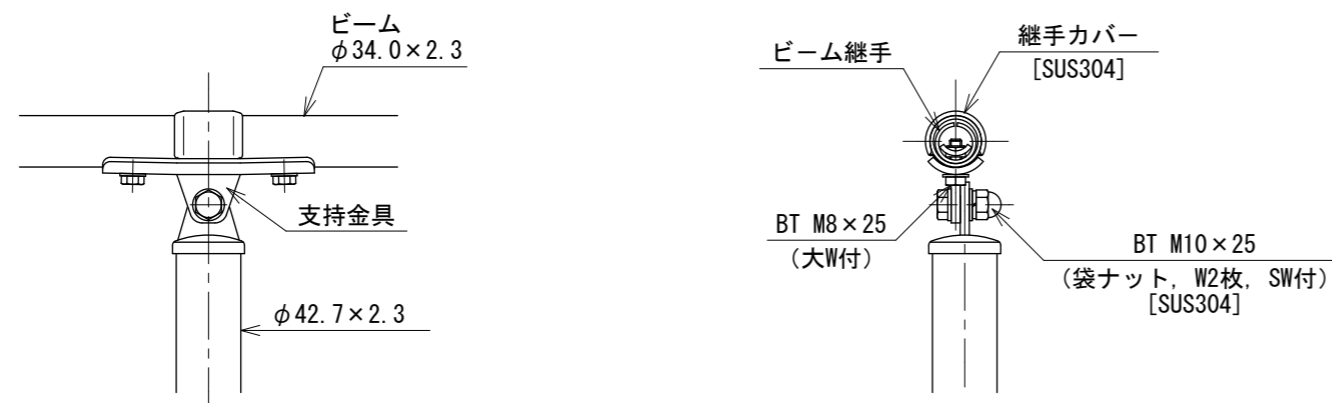 ビーム
φ34.0×2.3
支持金具
φ42.7×2.3
ビーム継手
継手カバー
[SUS304]
BT M8×25
(大W付)
BT M10×25
(袋ナット, W2枚, SW付)
[SUS304]